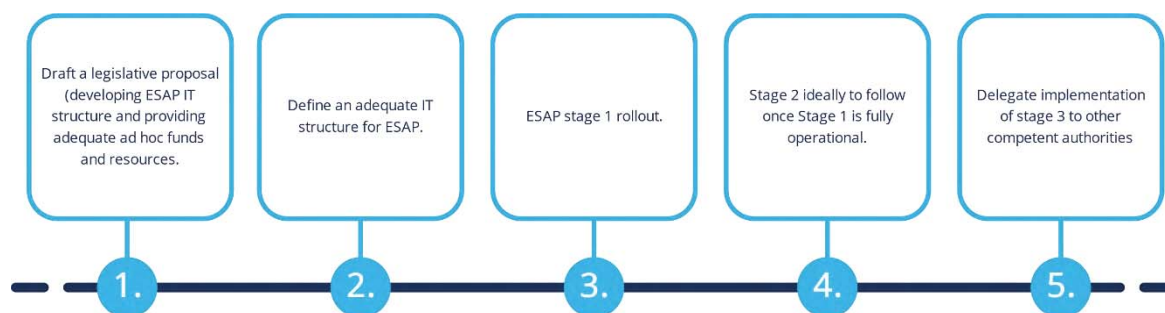 Draft a legislative proposal
(developing ESAP IT
structure and providing
adequate ad hoc funds
and resources.
Define an adequate IT
structure for ESAP.
ESAP stage 1 rollout.
Stage 2 ideally to follow
once Stage 1 is fully
operational.
Delegate implementation
of stage 3 to other
competent authorities
1.
2.
3.
4.
5.